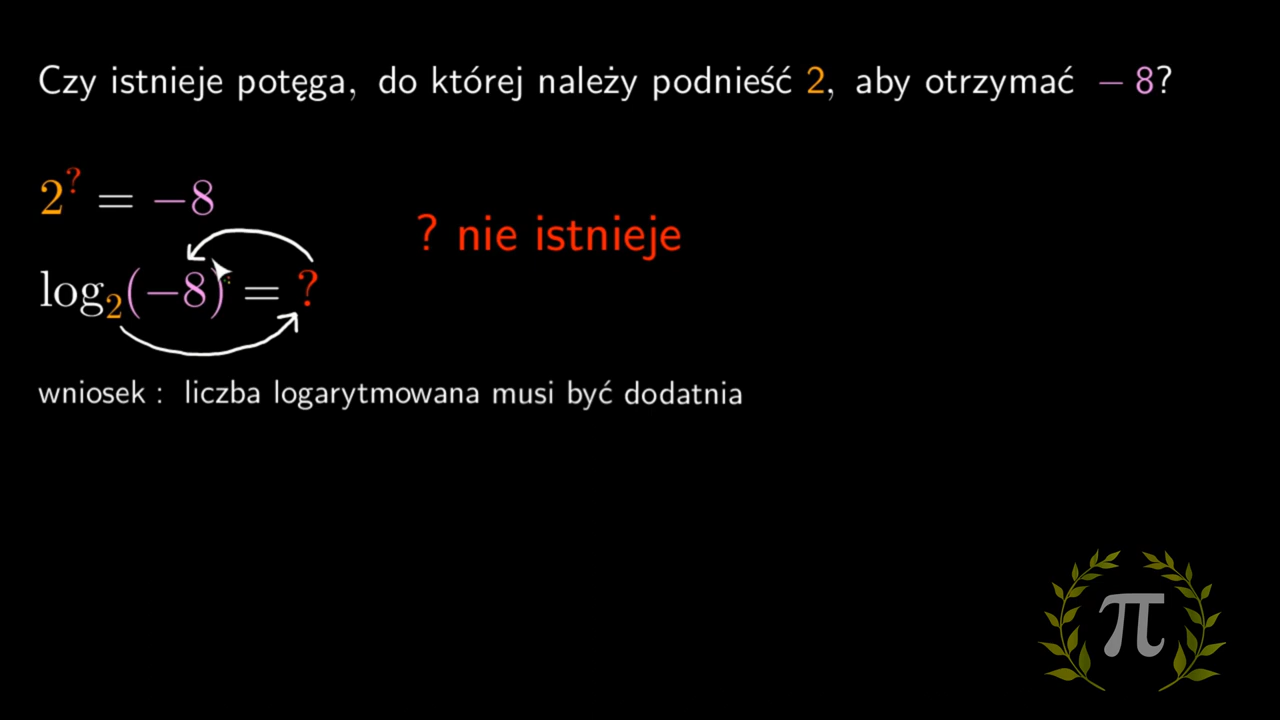 Czy istnieje potęga, do której należy podnieść 2, aby otrzymać − 8?
2^? = −8
? nie istnieje
log₂(−8) = ?
wniosek : liczba logarytmowana musi być dodatnia
π